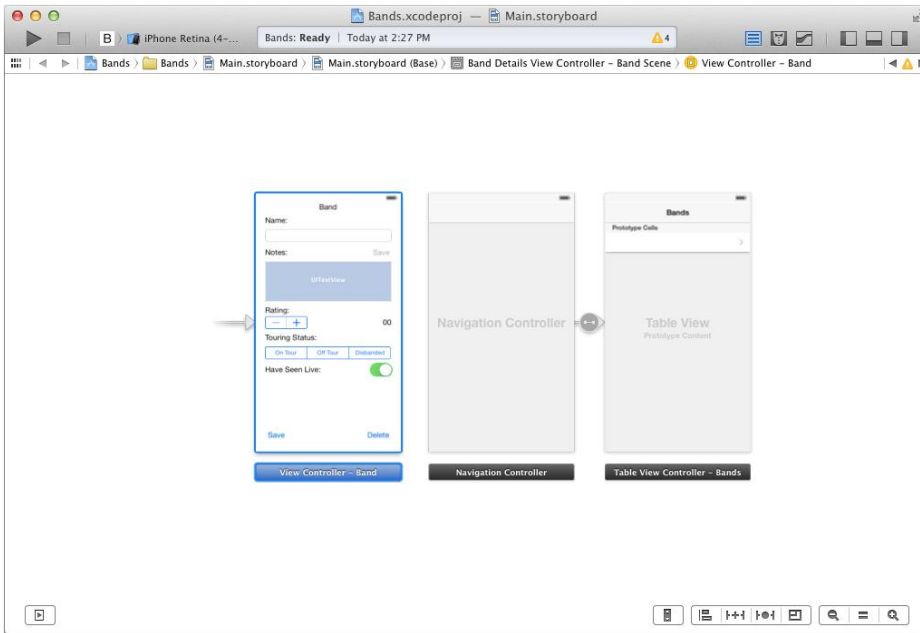 Bands.xcodeproj — Main.storyboard
B iPhone Retina (4-...
Bands: Ready | Today at 2:27 PM
4
Bands Bands Main.storyboard Main.storyboard (Base) Band Details View Controller – Band Scene View Controller – Band
Band
Name:
Notes: Save
UITextView
Rating:
− + 00
Touring Status:
On Tour Off Tour Disbanded
Have Seen Live:
Save Delete
View Controller – Band
Navigation Controller
Navigation Controller
Bands
Prototype Cells
Table View
Prototype Content
Table View Controller – Bands